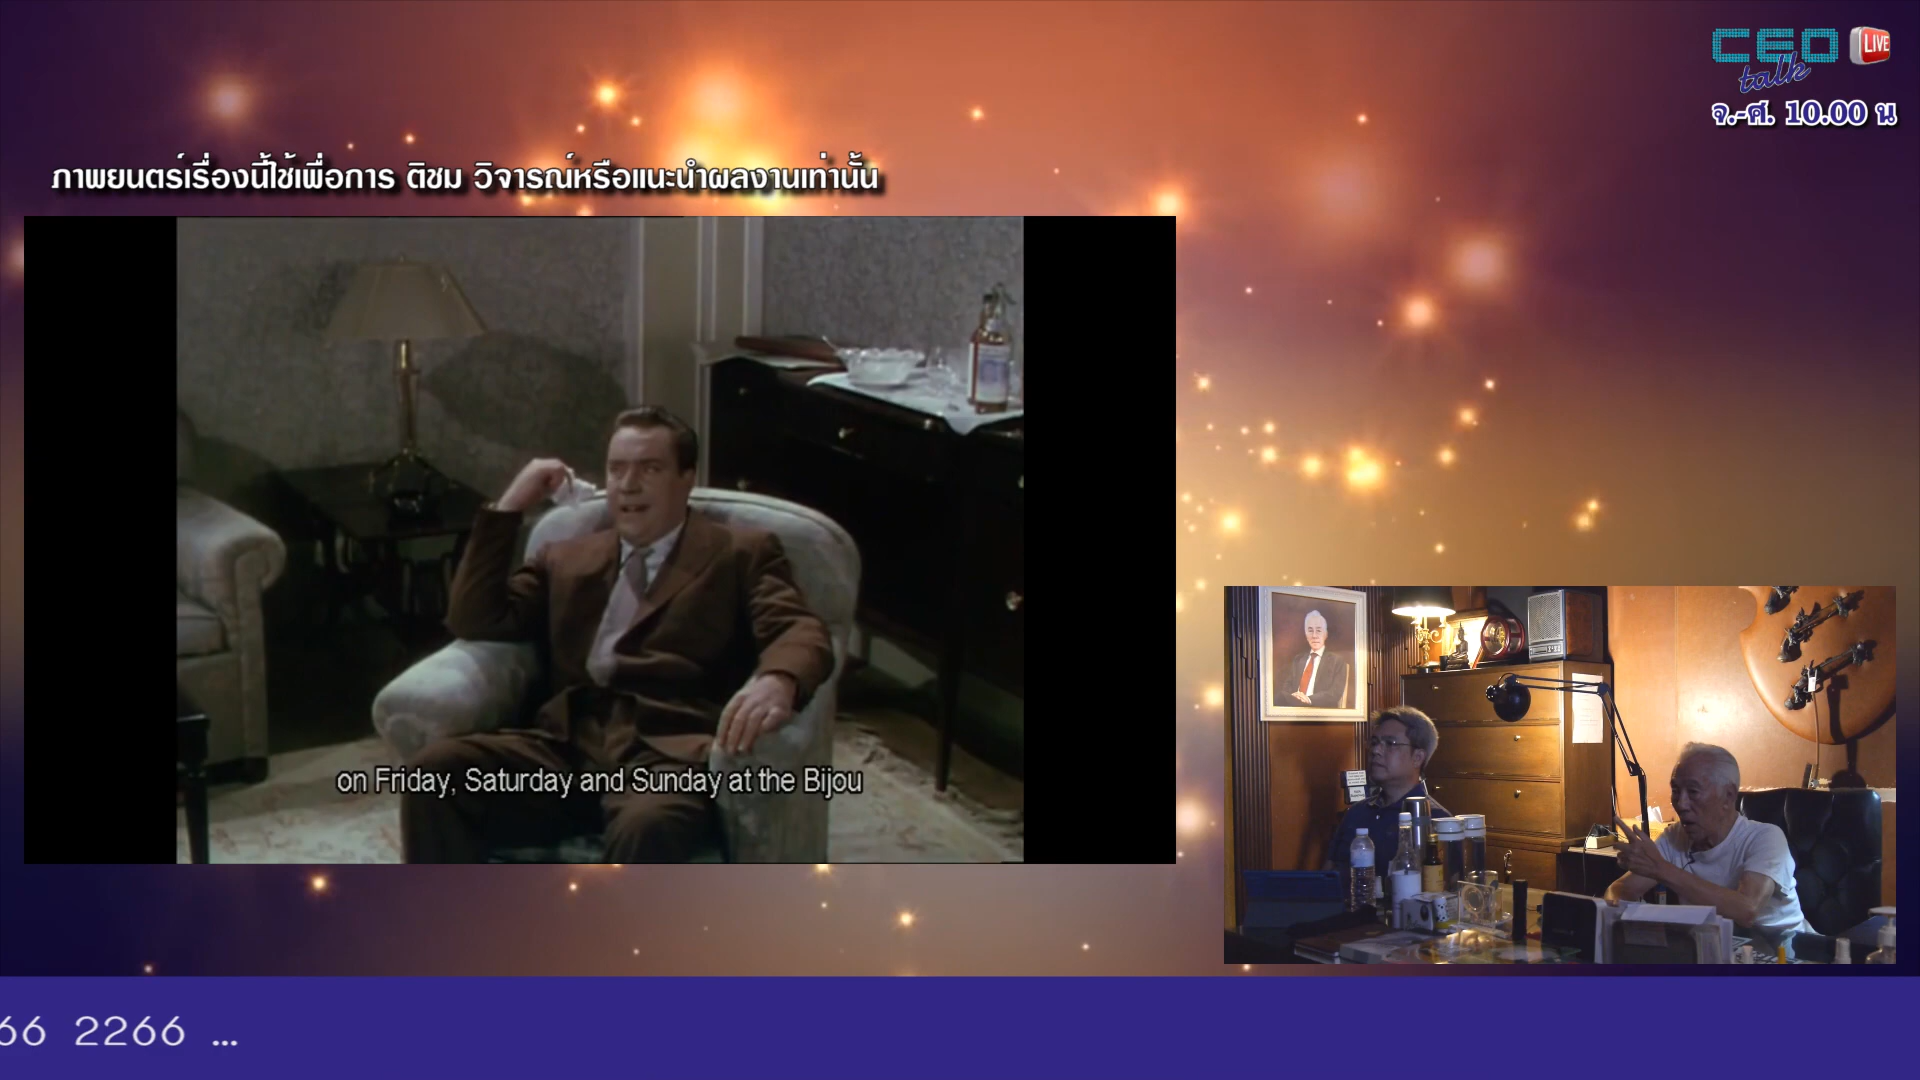 CEO LIVE
talk
จ.-ศ. 10.00 น
ภาพยนตร์เรื่องนี้ใช้เพื่อการ ติชม วิจารณ์หรือแนะนำผลงานเท่านั้น
on Friday, Saturday and Sunday at the Bijou
66 2266 ...